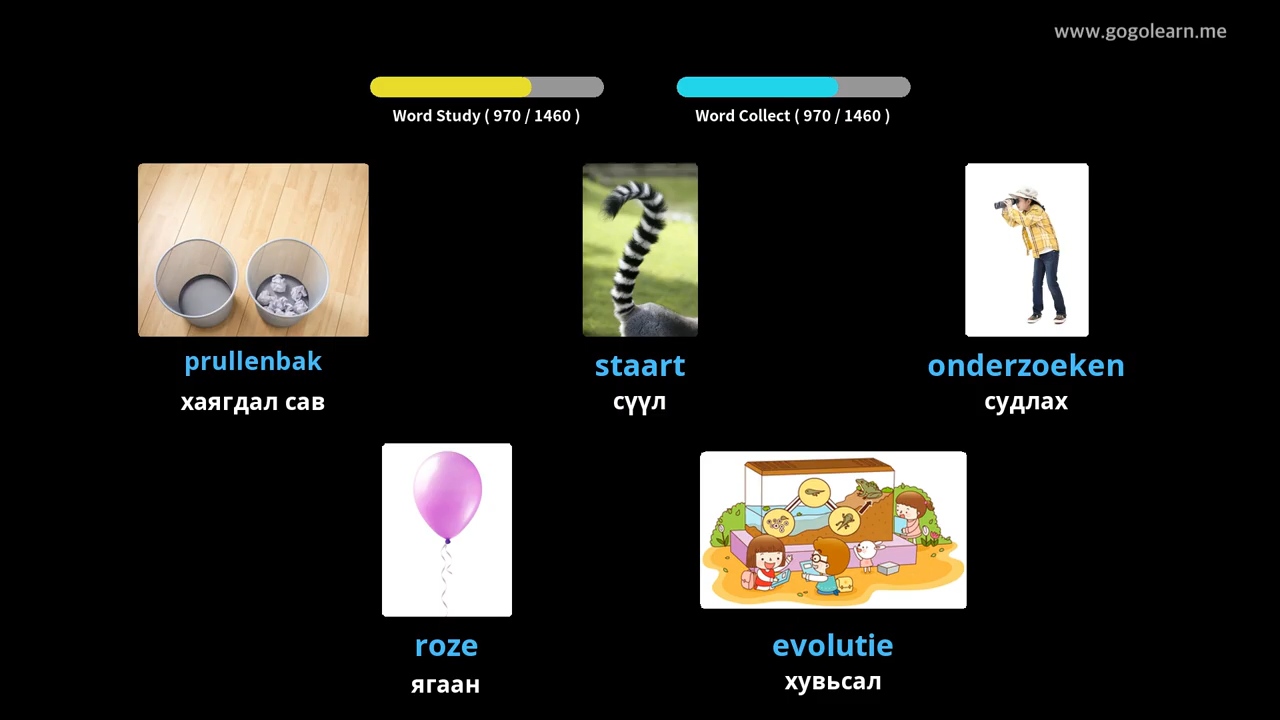 www.gogolearn.me
Word Study ( 970 / 1460 )
Word Collect ( 970 / 1460 )
prullenbak
хаягдал сав
staart
сүүл
onderzoeken
судлах
roze
ягаан
evolutie
хувьсал